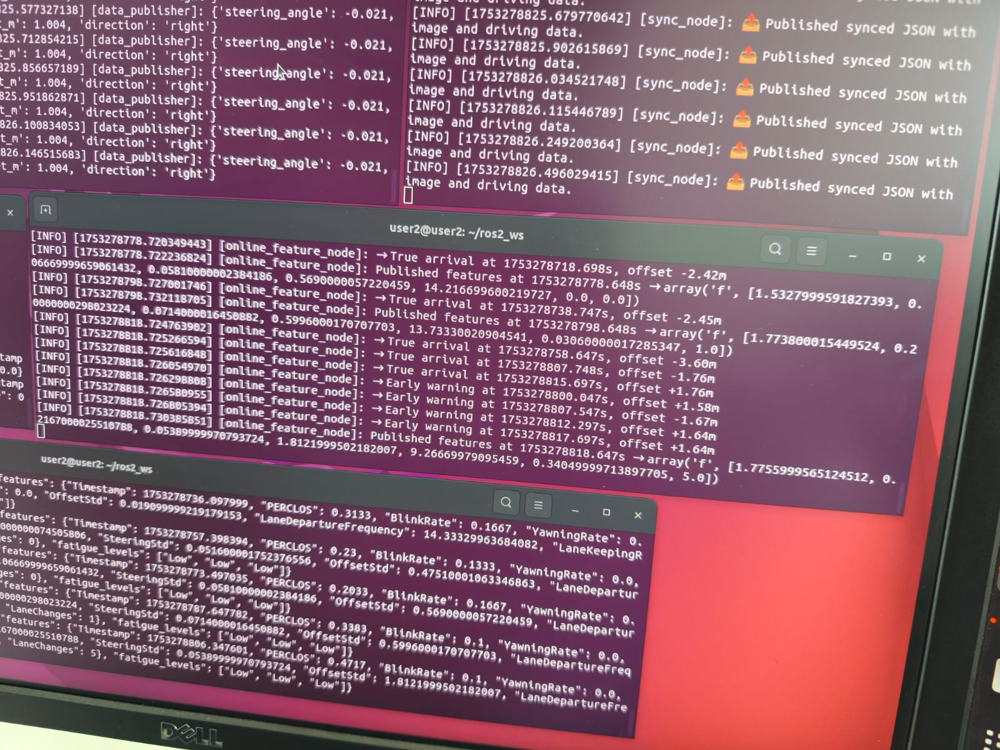 825.577327138] [data_publisher]: {'steering_angle': -0.021,
t_m': 1.004, 'direction': 'right'}
825.712854215] [data_publisher]: {'steering_angle': -0.021,
t_m': 1.004, 'direction': 'right'}
825.856657189] [data_publisher]: {'steering_angle': -0.021,
t_m': 1.004, 'direction': 'right'}
825.951862871] [data_publisher]: {'steering_angle': -0.021,
t_m': 1.004, 'direction': 'right'}
826.100834053] [data_publisher]: {'steering_angle': -0.021,
t_m': 1.004, 'direction': 'right'}
826.146515683] [data_publisher]: {'steering_angle': -0.021,
t_m': 1.004, 'direction': 'right'}
image and driving data.
[INFO] [1753278825.679770642] [sync_node]: 📤 Published synced JSON with
image and driving data.
[INFO] [1753278825.902615869] [sync_node]: 📤 Published synced JSON with
image and driving data.
[INFO] [1753278826.034521748] [sync_node]: 📤 Published synced JSON with
image and driving data.
[INFO] [1753278826.115446789] [sync_node]: 📤 Published synced JSON with
image and driving data.
[INFO] [1753278826.249200364] [sync_node]: 📤 Published synced JSON with
image and driving data.
[INFO] [1753278826.496029415] [sync_node]: 📤 Published synced JSON with
image and driving data.
user2@user2: ~/ros2_ws
[INFO] [1753278778.720349443] [online_feature_node]: →True arrival at 1753278718.698s, offset -2.42m
[INFO] [1753278778.722236824] [online_feature_node]: Published features at 1753278778.648s →array('f', [1.5327999591827393, 0.
06669999659061432, 0.05810000002384186, 0.5690000057220459, 14.216699600219727, 0.0, 0.0])
[INFO] [1753278798.727001746] [online_feature_node]: →True arrival at 1753278738.747s, offset -2.45m
[INFO] [1753278798.732118705] [online_feature_node]: Published features at 1753278798.648s →array('f', [1.773800015449524, 0.2
0000000298023224, 0.0714000016450882, 0.5996000170707703, 13.73330020904541, 0.03060000017285347, 1.0])
[INFO] [1753278818.724763902] [online_feature_node]: →True arrival at 1753278758.647s, offset -3.60m
[INFO] [1753278818.725266594] [online_feature_node]: →True arrival at 1753278807.748s, offset -1.76m
[INFO] [1753278818.725616848] [online_feature_node]: →True arrival at 1753278815.697s, offset +1.76m
[INFO] [1753278818.726054970] [online_feature_node]: →Early warning at 1753278800.047s, offset +1.58m
[INFO] [1753278818.726298808] [online_feature_node]: →Early warning at 1753278807.547s, offset -1.67m
[INFO] [1753278818.726580955] [online_feature_node]: →Early warning at 1753278812.297s, offset +1.64m
[INFO] [1753278818.726805394] [online_feature_node]: →Early warning at 1753278817.697s, offset +1.64m
[INFO] [1753278818.730385851] [online_feature_node]: Published features at 1753278818.647s →array('f', [1.7755999565124512, 0.
2167000025510788, 0.05389999970793724, 1.8121999502182007, 9.26669979095459, 0.34049999713897705, 5.0])
tamp
0.0}
tamp
": 0
user2@user2: ~/ros2_ws
features": {"Timestamp": 1753278736.097999, "PERCLOS": 0.3133, "BlinkRate": 0.1667, "YawningRate": 0.
": 0.0, "OffsetStd": 0.019099999219179153, "LaneDepartureFrequency": 14.33329963684082, "LaneKeepingR
"]}
features": {"Timestamp": 1753278757.398394, "PERCLOS": 0.23, "BlinkRate": 0.1333, "YawningRate": 0.0,
000000074505806, "SteeringStd": 0.051600001752376556, "OffsetStd": 0.4751000106334686​3, "LaneDepartur
ges": 0}, "fatigue_levels": ["Low", "Low", "Low"]}
features": {"Timestamp": 1753278773.497035, "PERCLOS": 0.2033, "BlinkRate": 0.1667, "YawningRate": 0.
.06669999659061432, "SteeringStd": 0.05810000002384186, "OffsetStd": 0.5690000057220459, "LaneDepartur
ges": 0}, "fatigue_levels": ["Low", "Low", "Low"]}
"features": {"Timestamp": 1753278787.647782, "PERCLOS": 0.3383, "BlinkRate": 0.1, "YawningRate": 0.0,
00000298023224, "SteeringStd": 0.0714000016450882, "OffsetStd": 0.5996000170707703, "LaneDepartureFreq
"LaneChanges": 1}, "fatigue_levels": ["Low", "Low", "Low"]}
"features": {"Timestamp": 1753278806.347601, "PERCLOS": 0.4717, "BlinkRate": 0.1, "YawningRate": 0.0,
67000025510788, "SteeringStd": 0.05389999970793724, "OffsetStd": 1.8121999502182007, "LaneDepartureFre
, "LaneChanges": 5}, "fatigue_levels": ["Low", "Low", "Low"]}
DELL